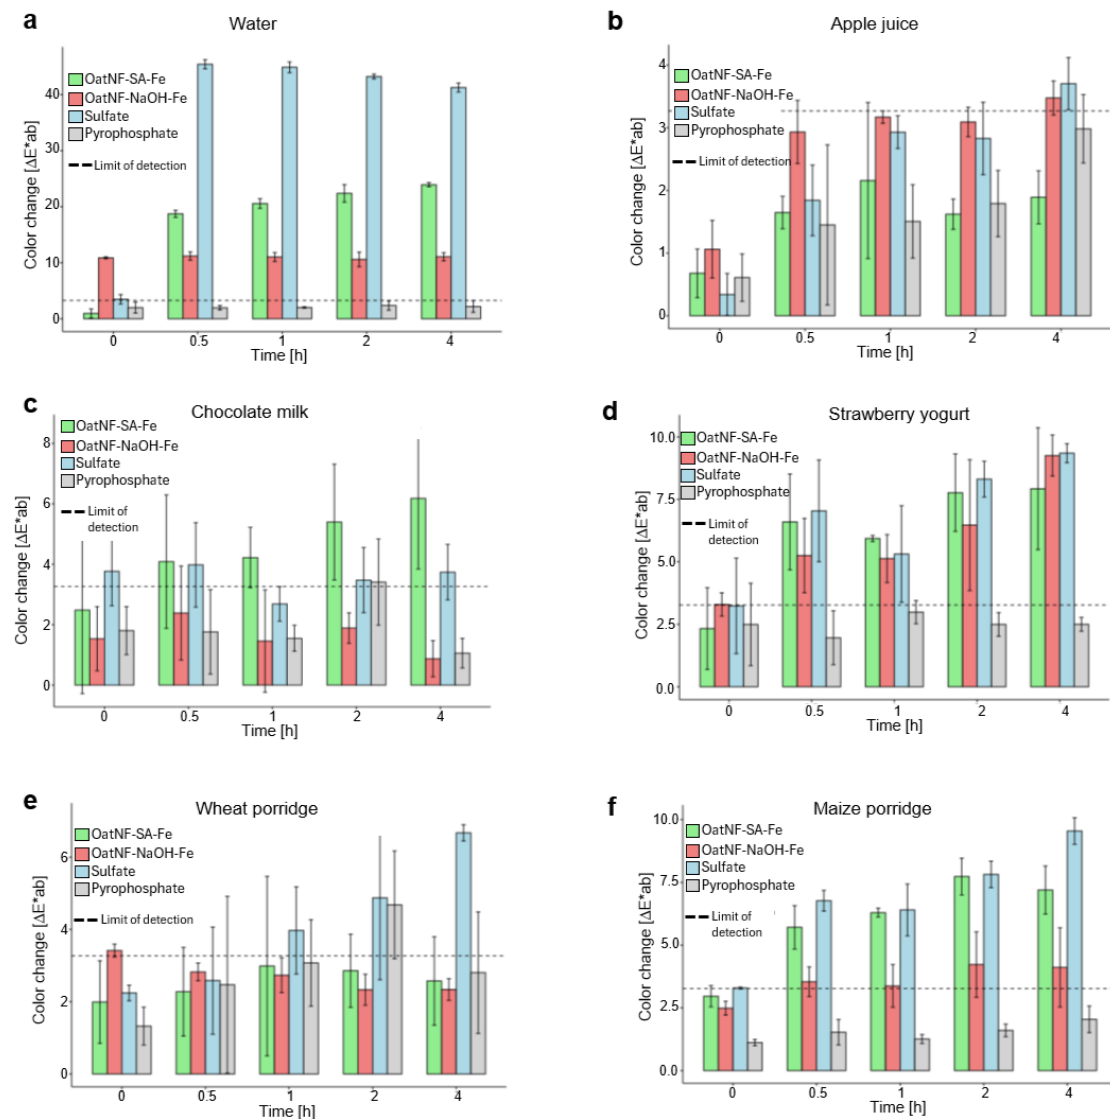 a
Water
Color change [ΔE*ab]
40
30
20
10
0
OatNF-SA-Fe
OatNF-NaOH-Fe
Sulfate
Pyrophosphate
Limit of detection
0 0.5 1 2 4
Time [h]
b
Apple juice
Color change [ΔE*ab]
4
3
2
1
0
OatNF-SA-Fe
OatNF-NaOH-Fe
Sulfate
Pyrophosphate
Limit of detection
0 0.5 1 2 4
Time [h]
c
Chocolate milk
Color change [ΔE*ab]
8
6
4
2
0
OatNF-SA-Fe
OatNF-NaOH-Fe
Sulfate
Pyrophosphate
Limit of
detection
0 0.5 1 2 4
Time [h]
d
Strawberry yogurt
Color change [ΔE*ab]
10.0
7.5
5.0
2.5
0.0
OatNF-SA-Fe
OatNF-NaOH-Fe
Sulfate
Pyrophosphate
Limit of
detection
0 0.5 1 2 4
Time [h]
e
Wheat porridge
Color change [ΔE*ab]
6
4
2
0
OatNF-SA-Fe
OatNF-NaOH-Fe
Sulfate
Pyrophosphate
Limit of detection
0 0.5 1 2 4
Time [h]
f
Maize porridge
Color change [ΔE*ab]
10.0
7.5
5.0
2.5
0.0
OatNF-SA-Fe
OatNF-NaOH-Fe
Sulfate
Pyrophosphate
Limit of
detection
0 0.5 1 2 4
Time [h]